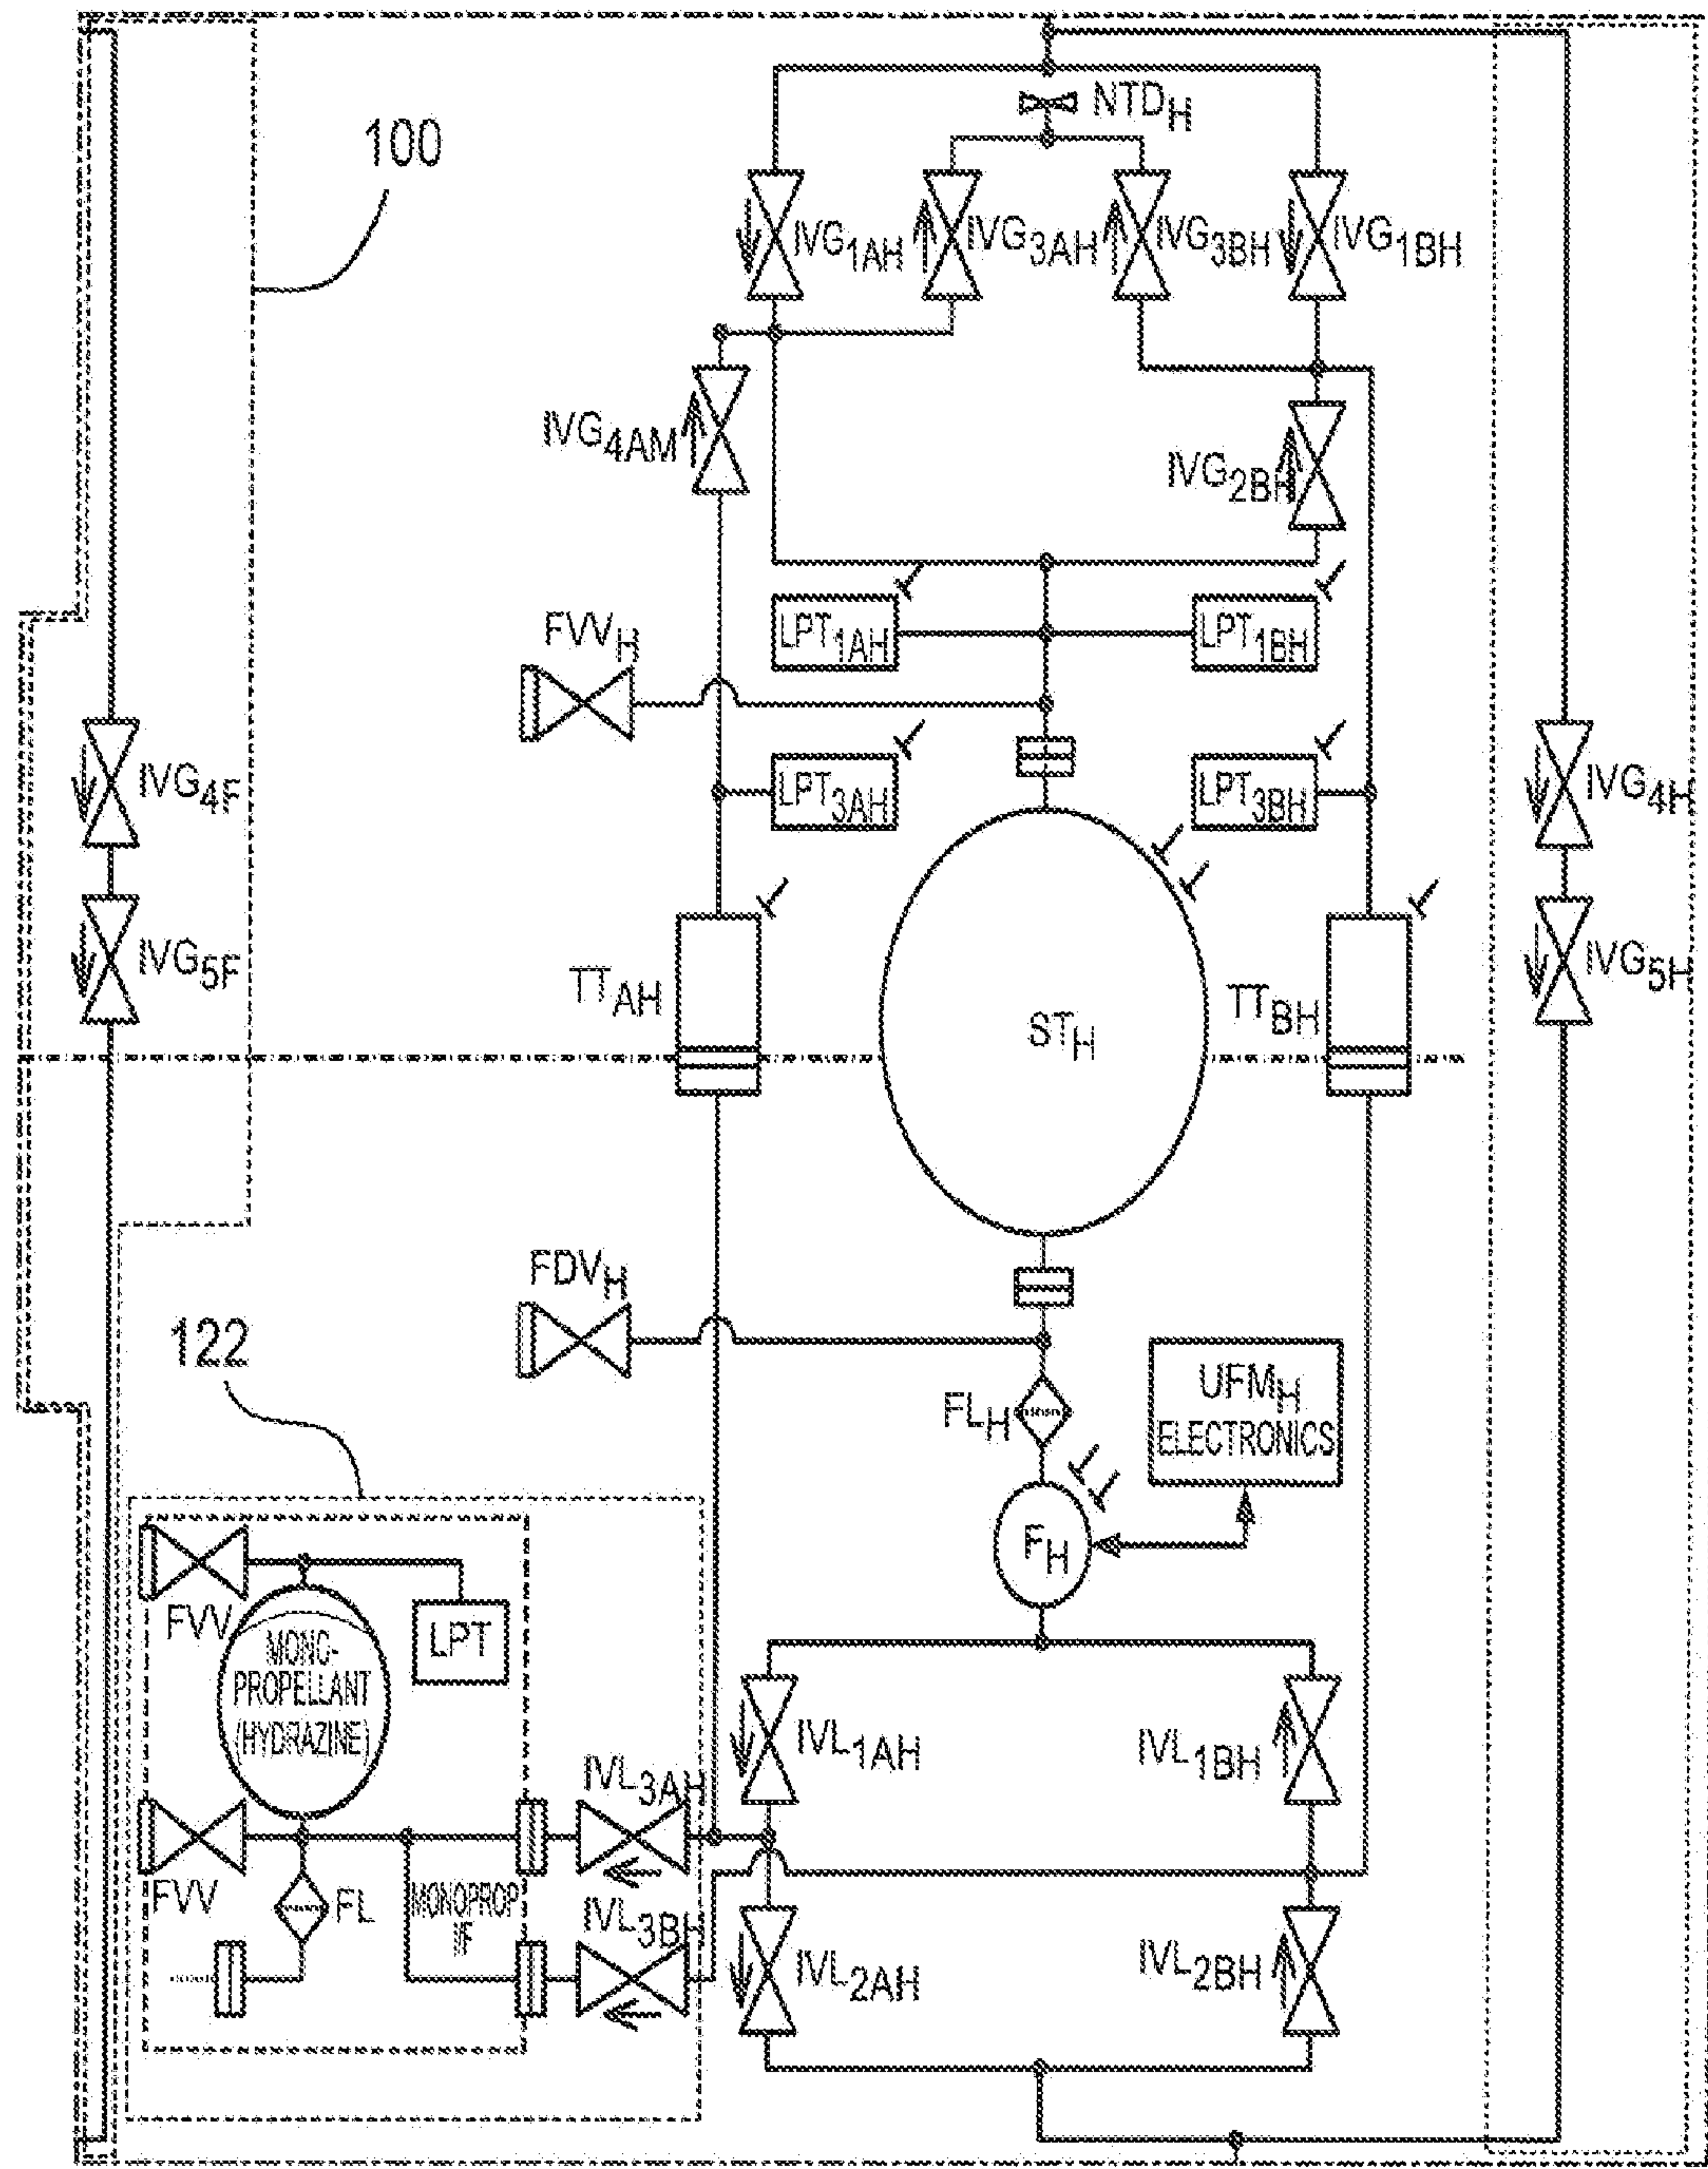 NTDH
100
IVG1AH
IVG3AH
IVG3BH
IVG1BH
IVG4AM
IVG2BH
FVVH
LPT1AH
LPT1BH
LPT3AH
LPT3BH
IVG4F
IVG4H
IVG5F
IVG5H
TTAH
STH
TTBH
FDVH
122
FLH
UFMH
ELECTRONICS
FH
FVV
LPT
MONO-
PROPELLANT
(HYDRAZINE)
IVL1AH
IVL1BH
IVL3AH
FVV
FL
MONOPROP
I/F
IVL3BH
IVL2AH
IVL2BH